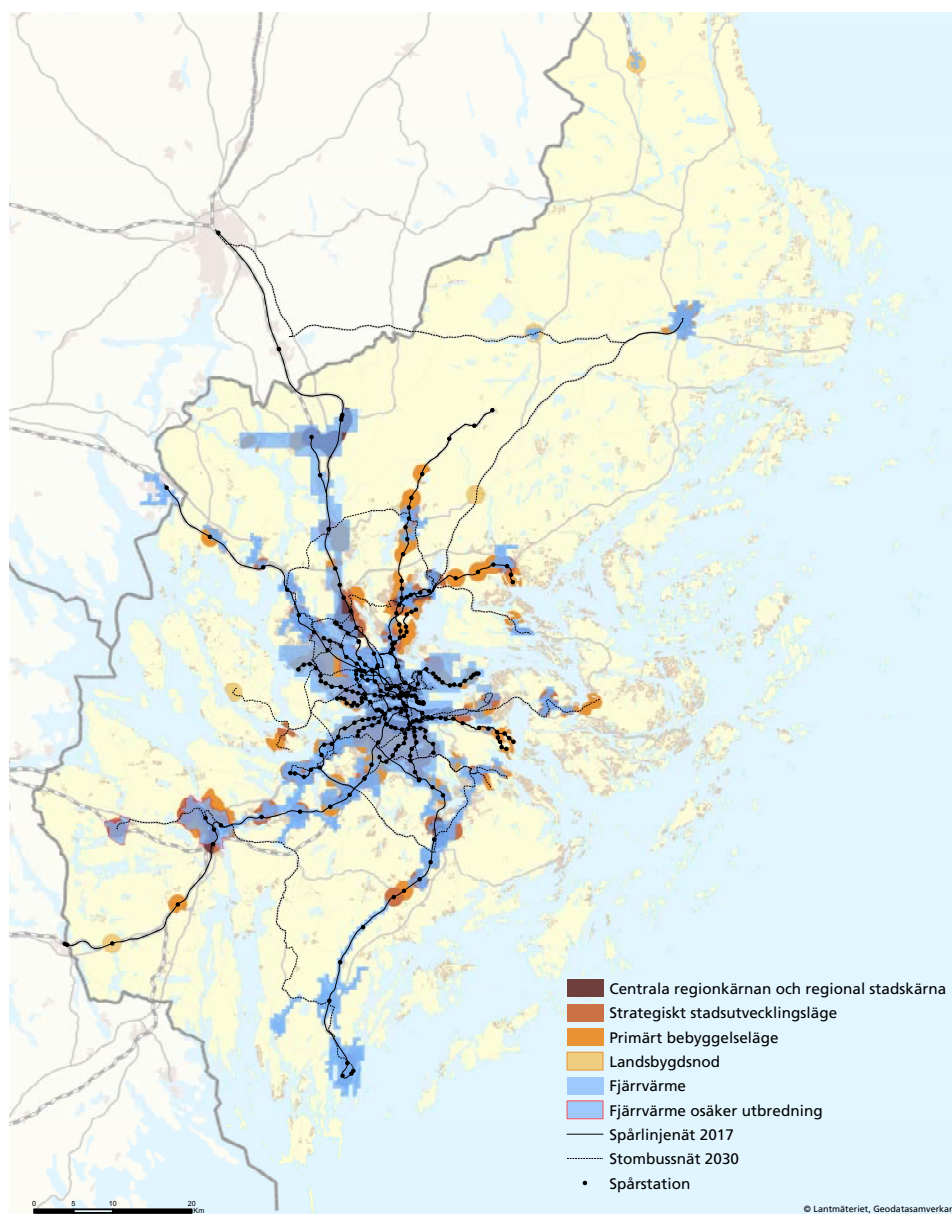 Centrala regionkärnan och regional stadskärna
Strategiskt stadsutvecklingsläge
Primärt bebyggelseläge
Landsbygdsnod
Fjärrvärme
Fjärrvärme osäker utbredning
Spårlinjenät 2017
Stombussnät 2030
Spårstation
0 5 10 20
Km
© Lantmäteriet, Geodatasamverkan